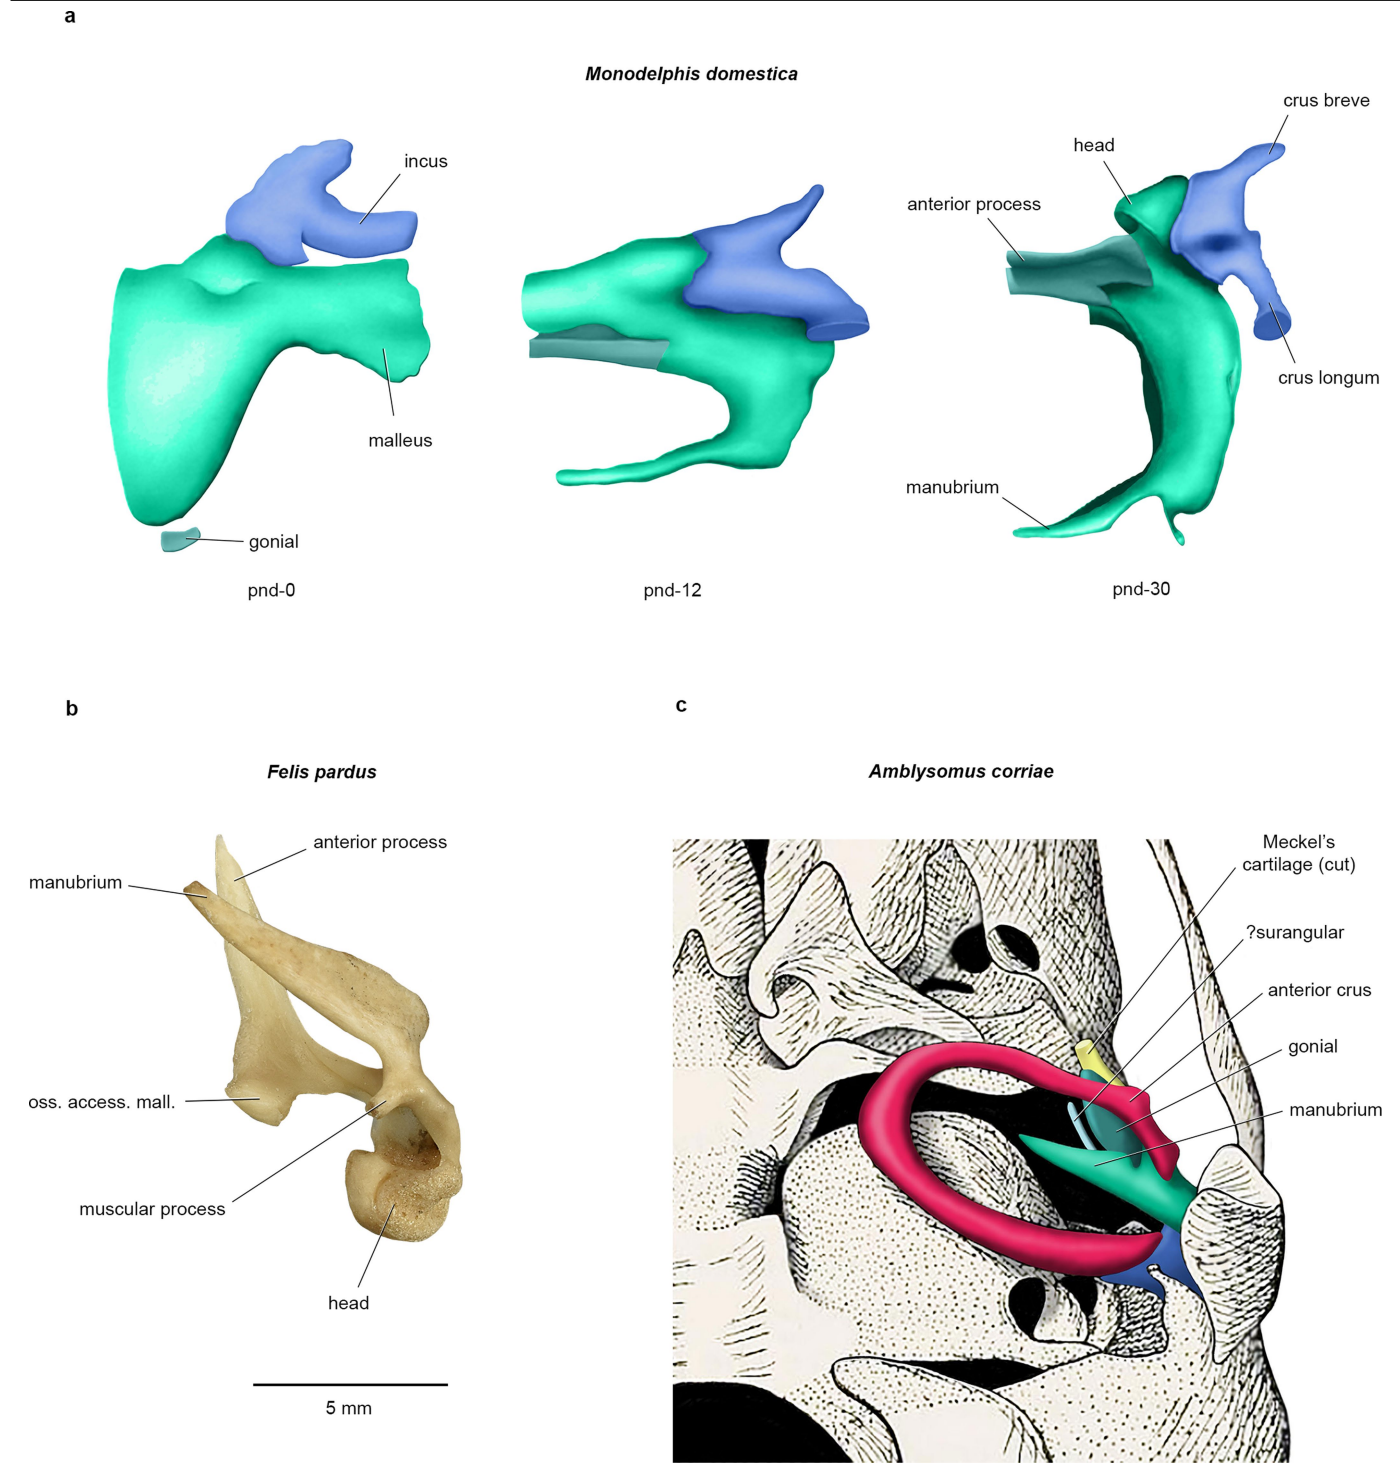 a
Monodelphis domestica
crus breve
head
incus
anterior process
crus longum
malleus
manubrium
gonial
pnd-0
pnd-12
pnd-30
b
c
Felis pardus
Amblysomus corriae
anterior process
manubrium
oss. access. mall.
muscular process
head
5 mm
Meckel's
cartilage (cut)
?surangular
anterior crus
gonial
manubrium